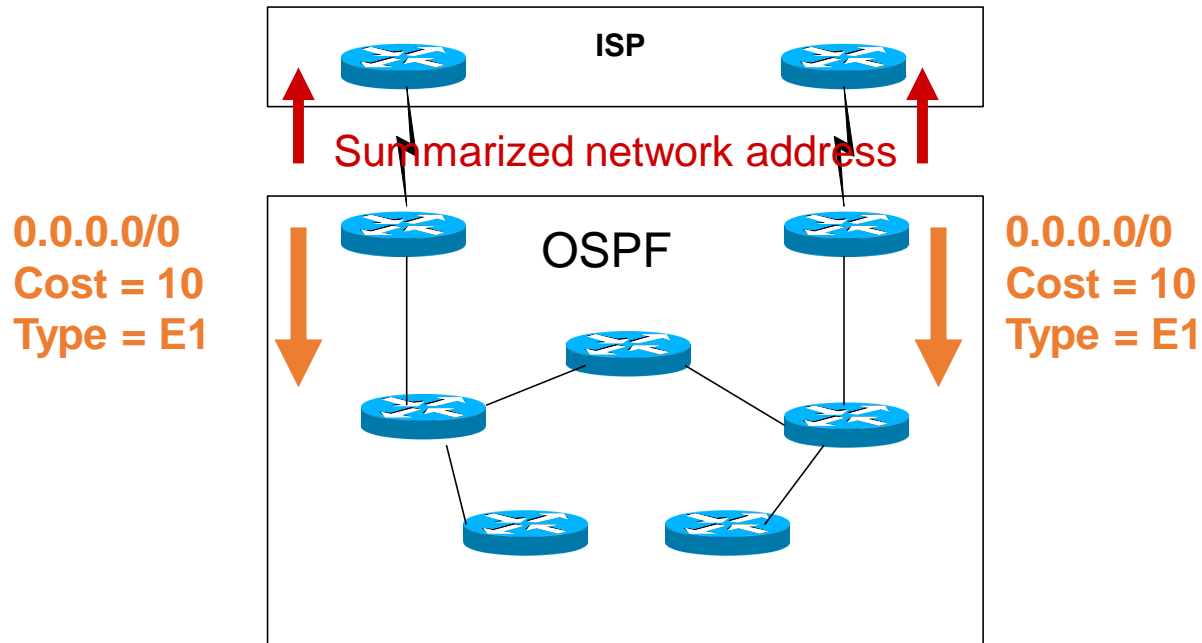 ISP
Summarized network address
0.0.0.0/0
Cost = 10
Type = E1
OSPF
0.0.0.0/0
Cost = 10
Type = E1